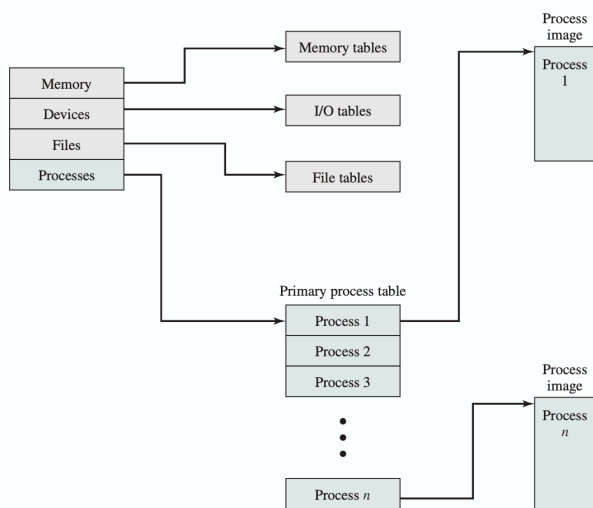 Memory
Devices
Files
Processes
Memory tables
I/O tables
File tables
Primary process table
Process 1
Process 2
Process 3
Process n
Process
image
Process
1
Process
image
Process
n